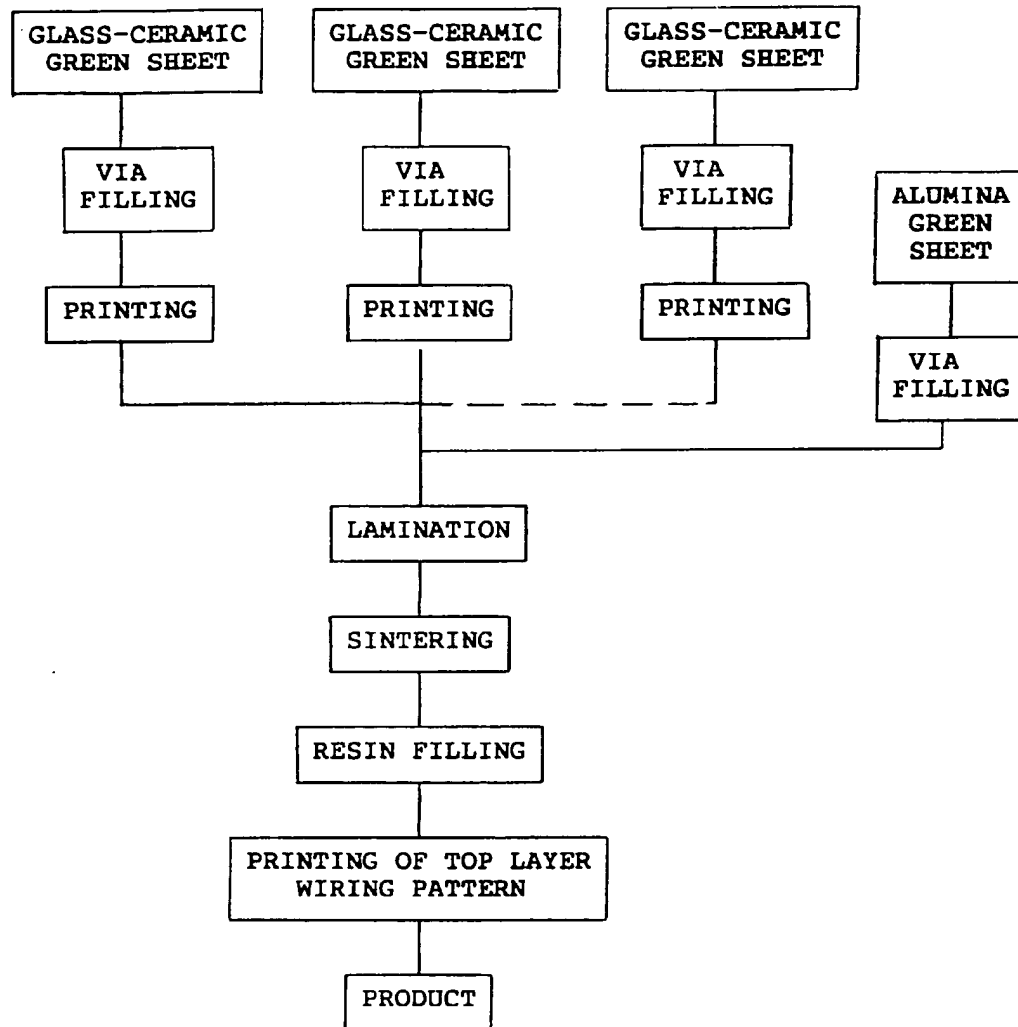 GLASS-CERAMIC
GREEN SHEET
GLASS-CERAMIC
GREEN SHEET
GLASS-CERAMIC
GREEN SHEET
VIA
FILLING
VIA
FILLING
VIA
FILLING
ALUMINA
GREEN
SHEET
PRINTING
PRINTING
PRINTING
VIA
FILLING
LAMINATION
SINTERING
RESIN FILLING
PRINTING OF TOP LAYER
WIRING PATTERN
PRODUCT